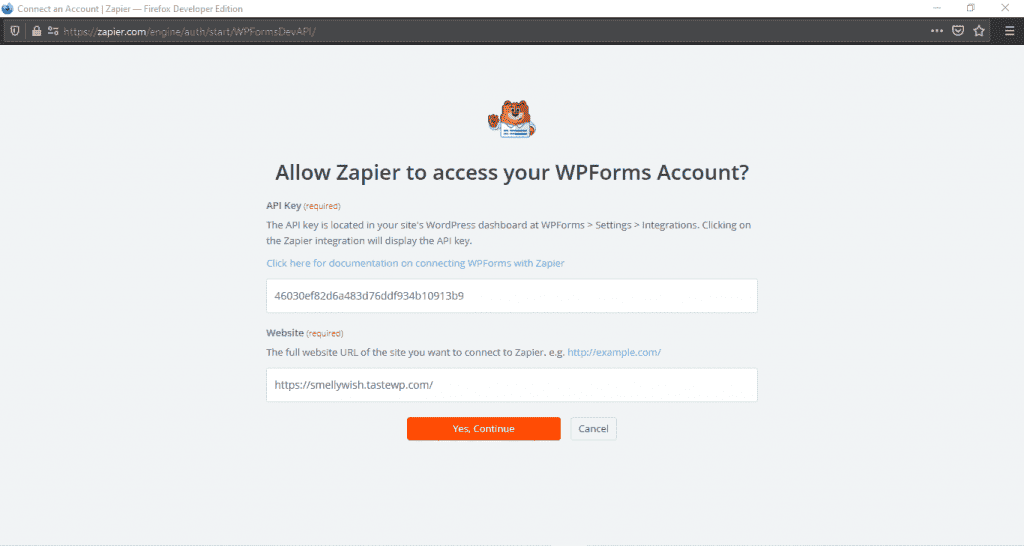 Connect an Account | Zapier — Firefox Developer Edition
https://zapier.com/engine/auth/start/WPFormsDevAPI/
Allow Zapier to access your WPForms Account?
API Key (required)
The API key is located in your site's WordPress dashboard at WPForms > Settings > Integrations. Clicking on
the Zapier integration will display the API key.
Click here for documentation on connecting WPForms with Zapier
46030ef82d6a483d76ddf934b10913b9
Website (required)
The full website URL of the site you want to connect to Zapier. e.g. http://example.com/
https://smellywish.tastewp.com/
Yes, Continue
Cancel